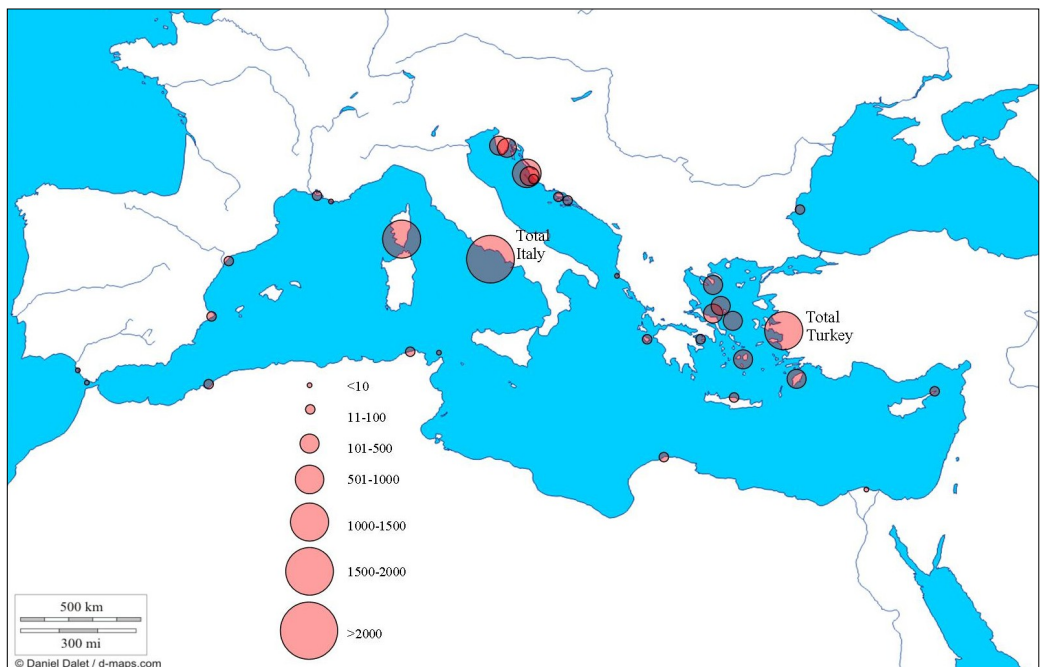 Total
Italy
Total
Turkey
<10
11-100
101-500
501-1000
1000-1500
1500-2000
>2000
500 km
300 mi
© Daniel Dalet / d-maps.com